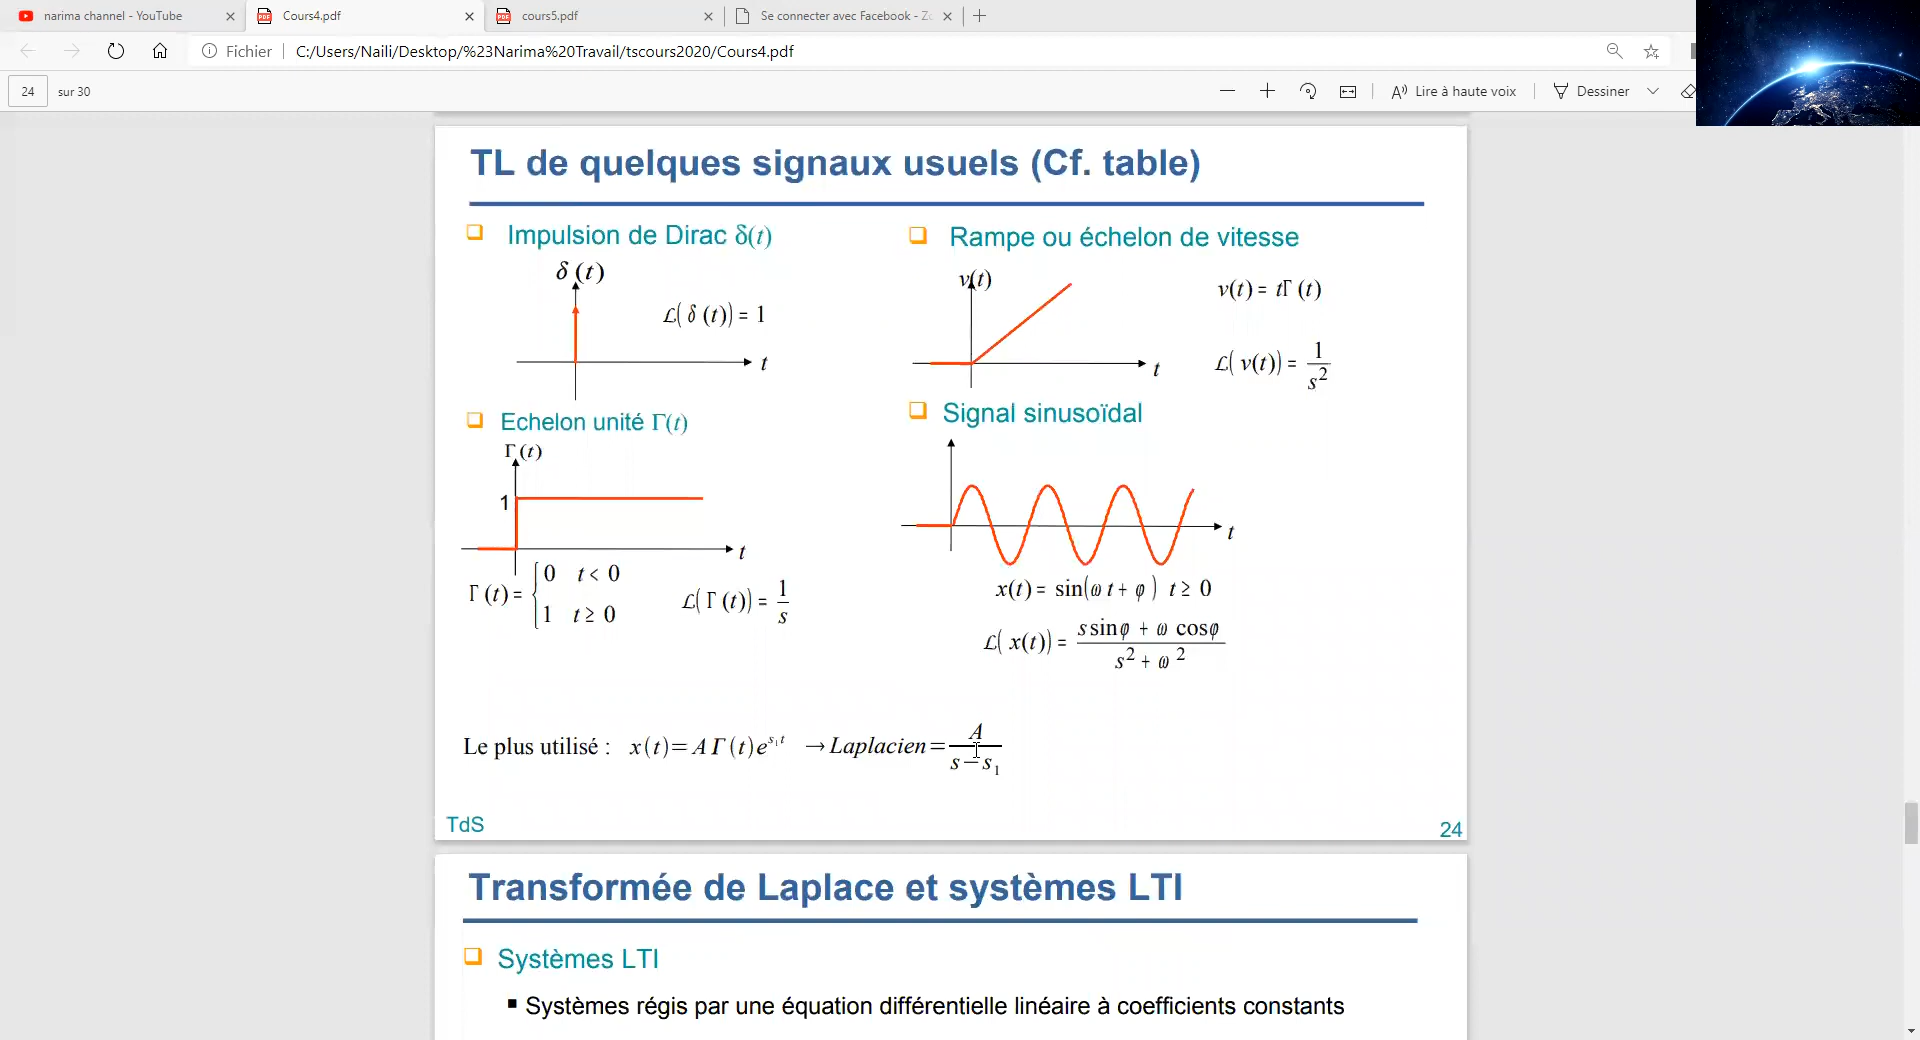 narima channel - YouTube
Cours4.pdf
cours5.pdf
Se connecter avec Facebook - Zo
Fichier
C:/Users/Naili/Desktop/%23Narima%20Travail/tscours2020/Cours4.pdf
24
sur 30
Lire à haute voix
Dessiner
TL de quelques signaux usuels (Cf. table)
Impulsion de Dirac δ(t)
δ (t)
ℒ( δ (t)) = 1
t
Echelon unité Γ(t)
Γ (t)
1
t
Γ (t) = { 0 t < 0
1 t ≥ 0
ℒ( Γ (t)) = 1/s
Rampe ou échelon de vitesse
v(t)
t
v(t) = tΓ (t)
ℒ( v(t)) = 1/s²
Signal sinusoïdal
t
x(t) = sin(ω t + φ ) t ≥ 0
ℒ( x(t)) = (s sinφ + ω cosφ)/(s² + ω ²)
Le plus utilisé : x(t)=A Γ(t)e^{s₁t} →Laplacien= A/(s−s₁)
TdS
24
Transformée de Laplace et systèmes LTI
Systèmes LTI
Systèmes régis par une équation différentielle linéaire à coefficients constants